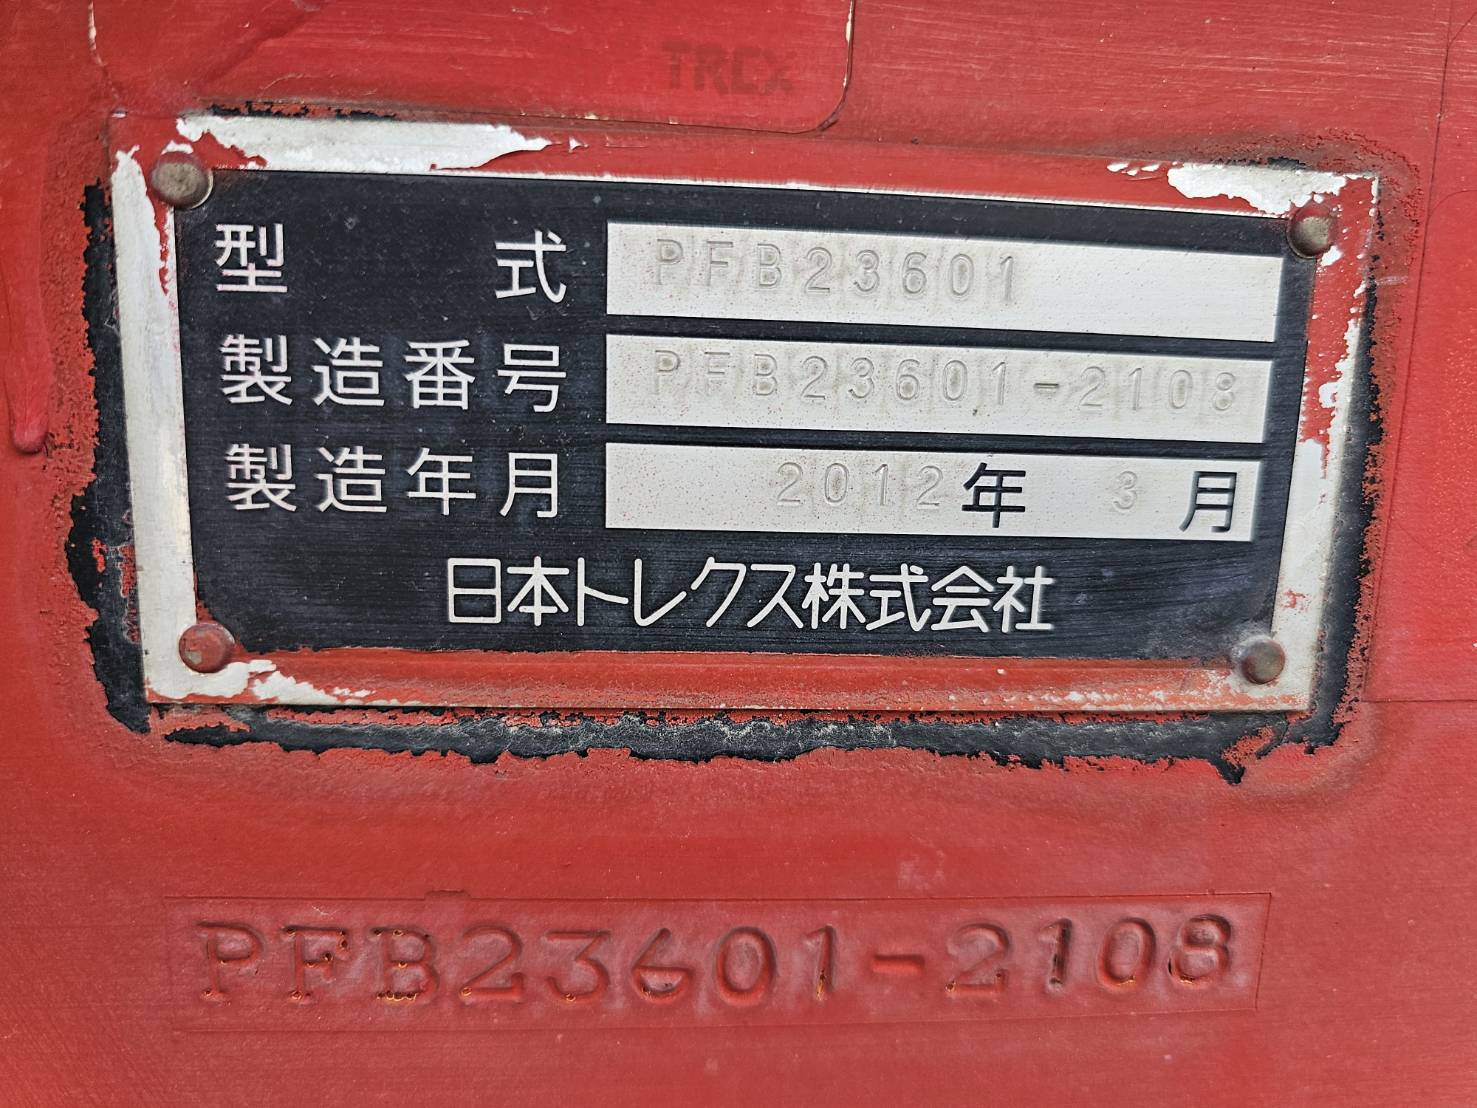 TREX
型式 PFB23601
製造番号 PFB23601-2108
製造年月 2012年3月
日本トレクス株式会社
PFB23601-2108